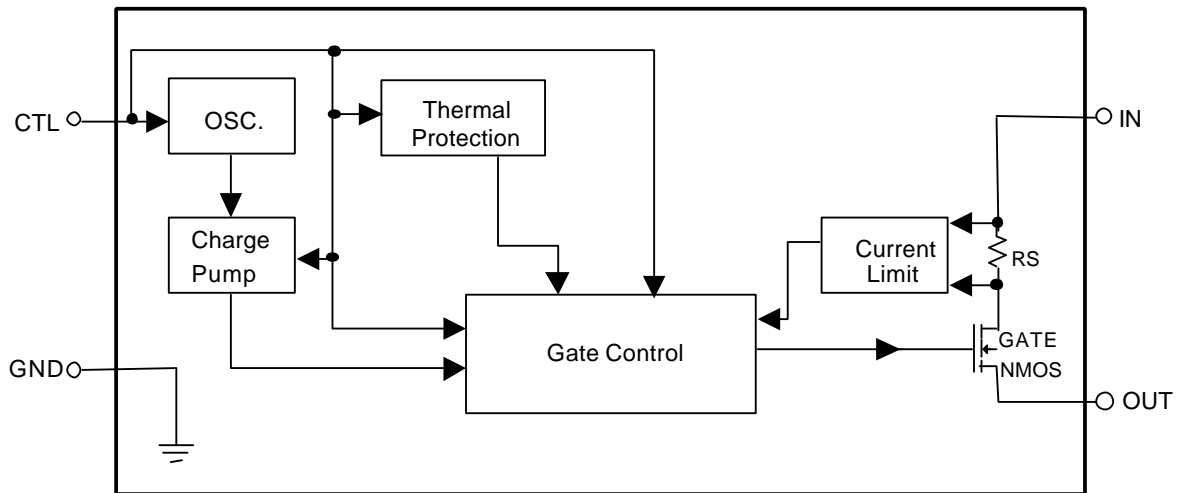 CTL
OSC.
Thermal
Protection
IN
Charge
Pump
Current
Limit
RS
Gate Control
GATE
NMOS
GND
OUT